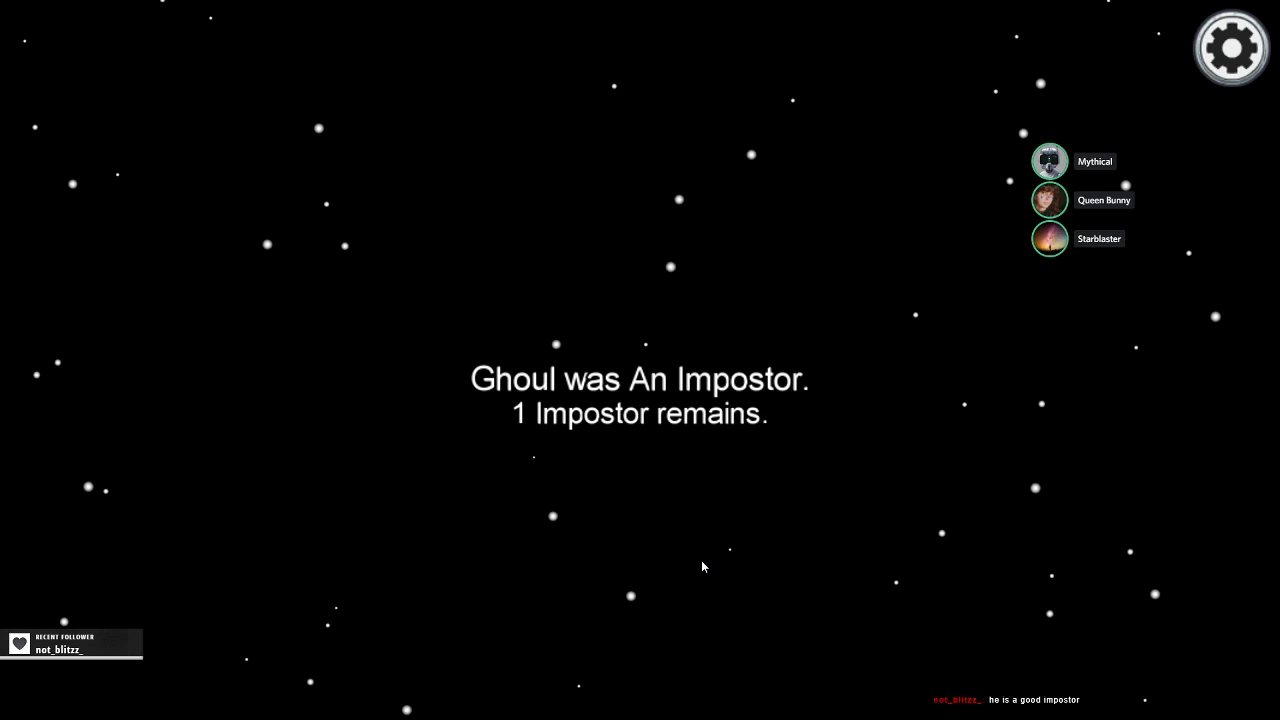 Mythical
Queen Bunny
Starblaster
Ghoul was An Impostor.
1 Impostor remains.
RECENT FOLLOWER
not_blitzz_
not_blitzz_ he is a good impostor